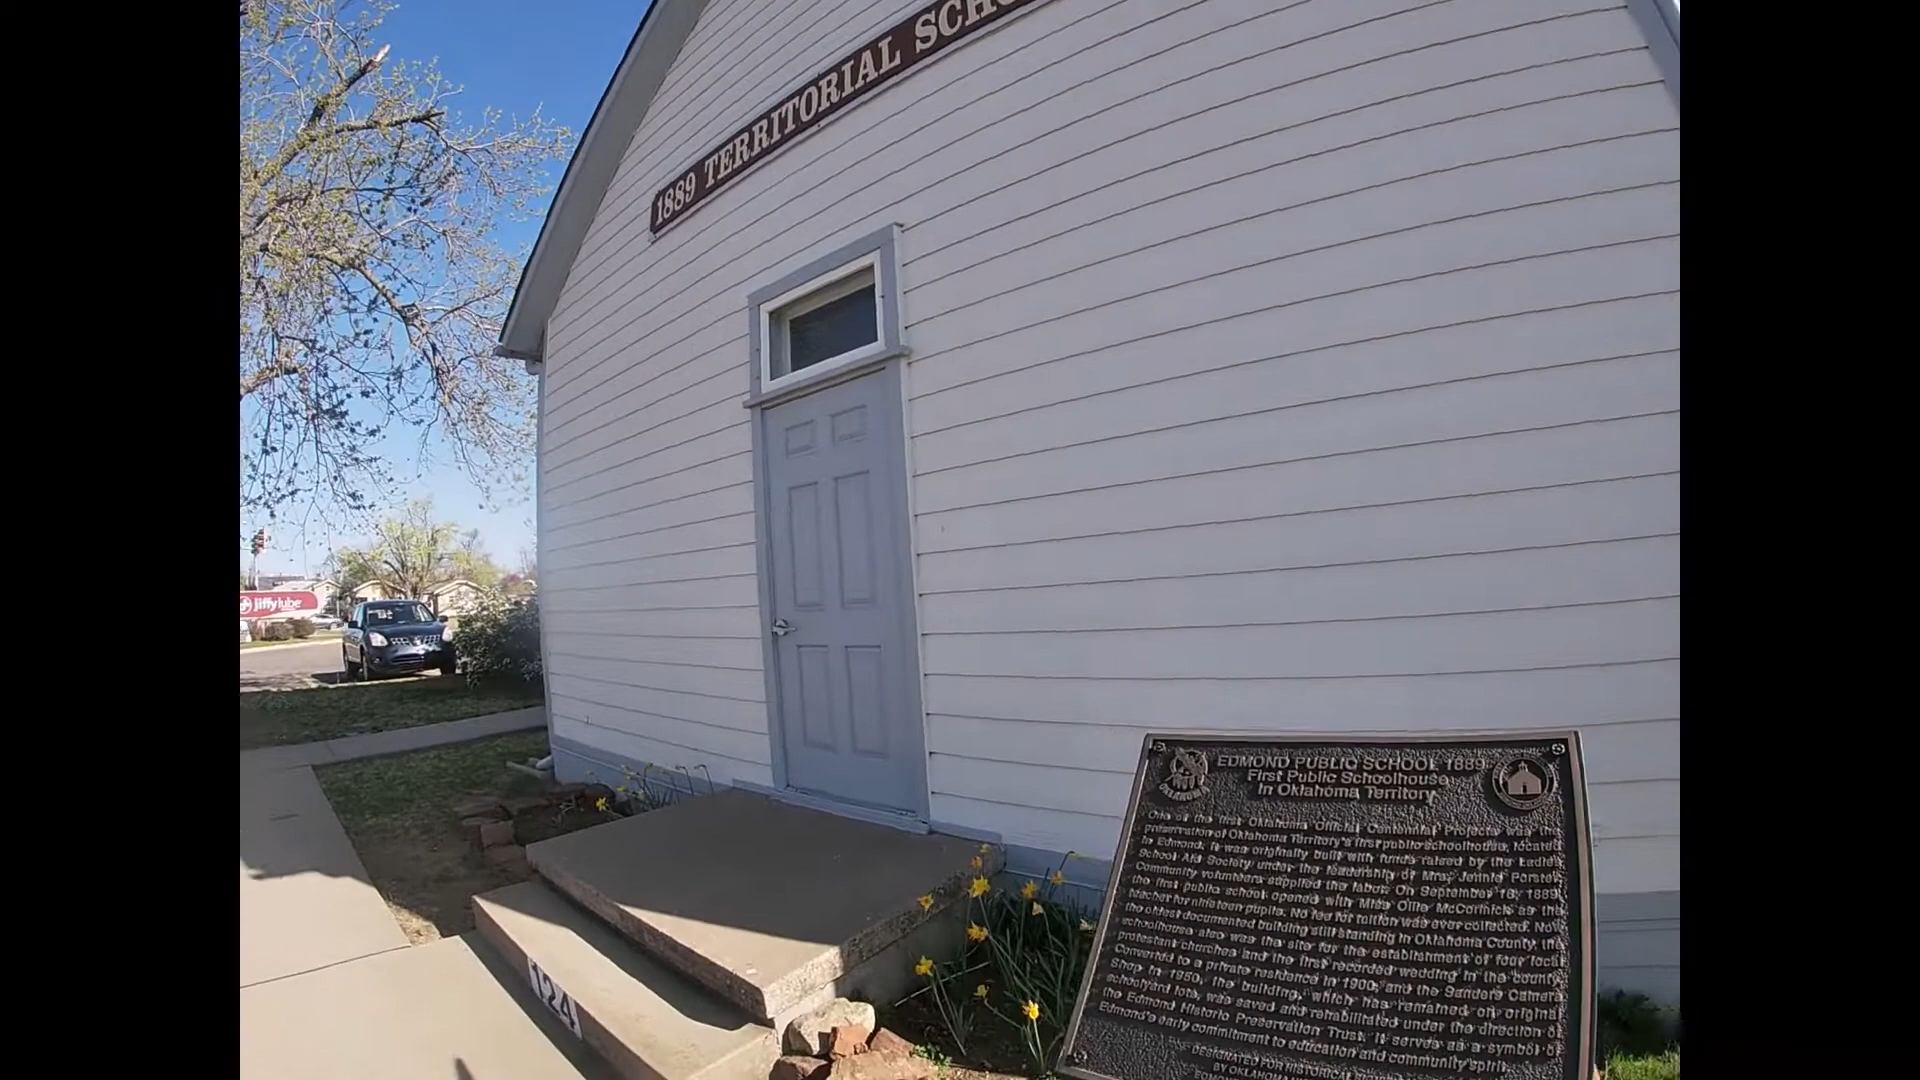 1889 TERRITORIAL SCHO
jiffy lube
124
EDMOND PUBLIC SCHOOL 1889
First Public Schoolhouse
In Oklahoma Territory
OKLAHOMA
One of the first Oklahoma Official Centennial Projects was the
preservation of Oklahoma Territory's first public schoolhouse, located
in Edmond. It was originally built with funds raised by the Ladies
School Aid Society under the leadership of Mrs. Jennie Forster.
Community volunteers supplied the labor. On September 16, 1889,
the first public school opened with Miss Ollie McCormick as the
teacher for nineteen pupils. No fee for tuition was ever collected. Now
the oldest documented building still standing in Oklahoma County, the
schoolhouse also was the site for the establishment of four local
protestant churches and the first recorded wedding in the county.
Converted to a private residence in 1900, and the Sanders Camera
Shop in 1950, the building, which has remained on original
schoolyard lots, was saved and rehabilitated under the direction of
the Edmond Historic Preservation Trust. It serves as a symbol of
Edmond's early commitment to education and community spirit.
DESIGNATED FOR HISTORICAL
BY OKLAHOMA